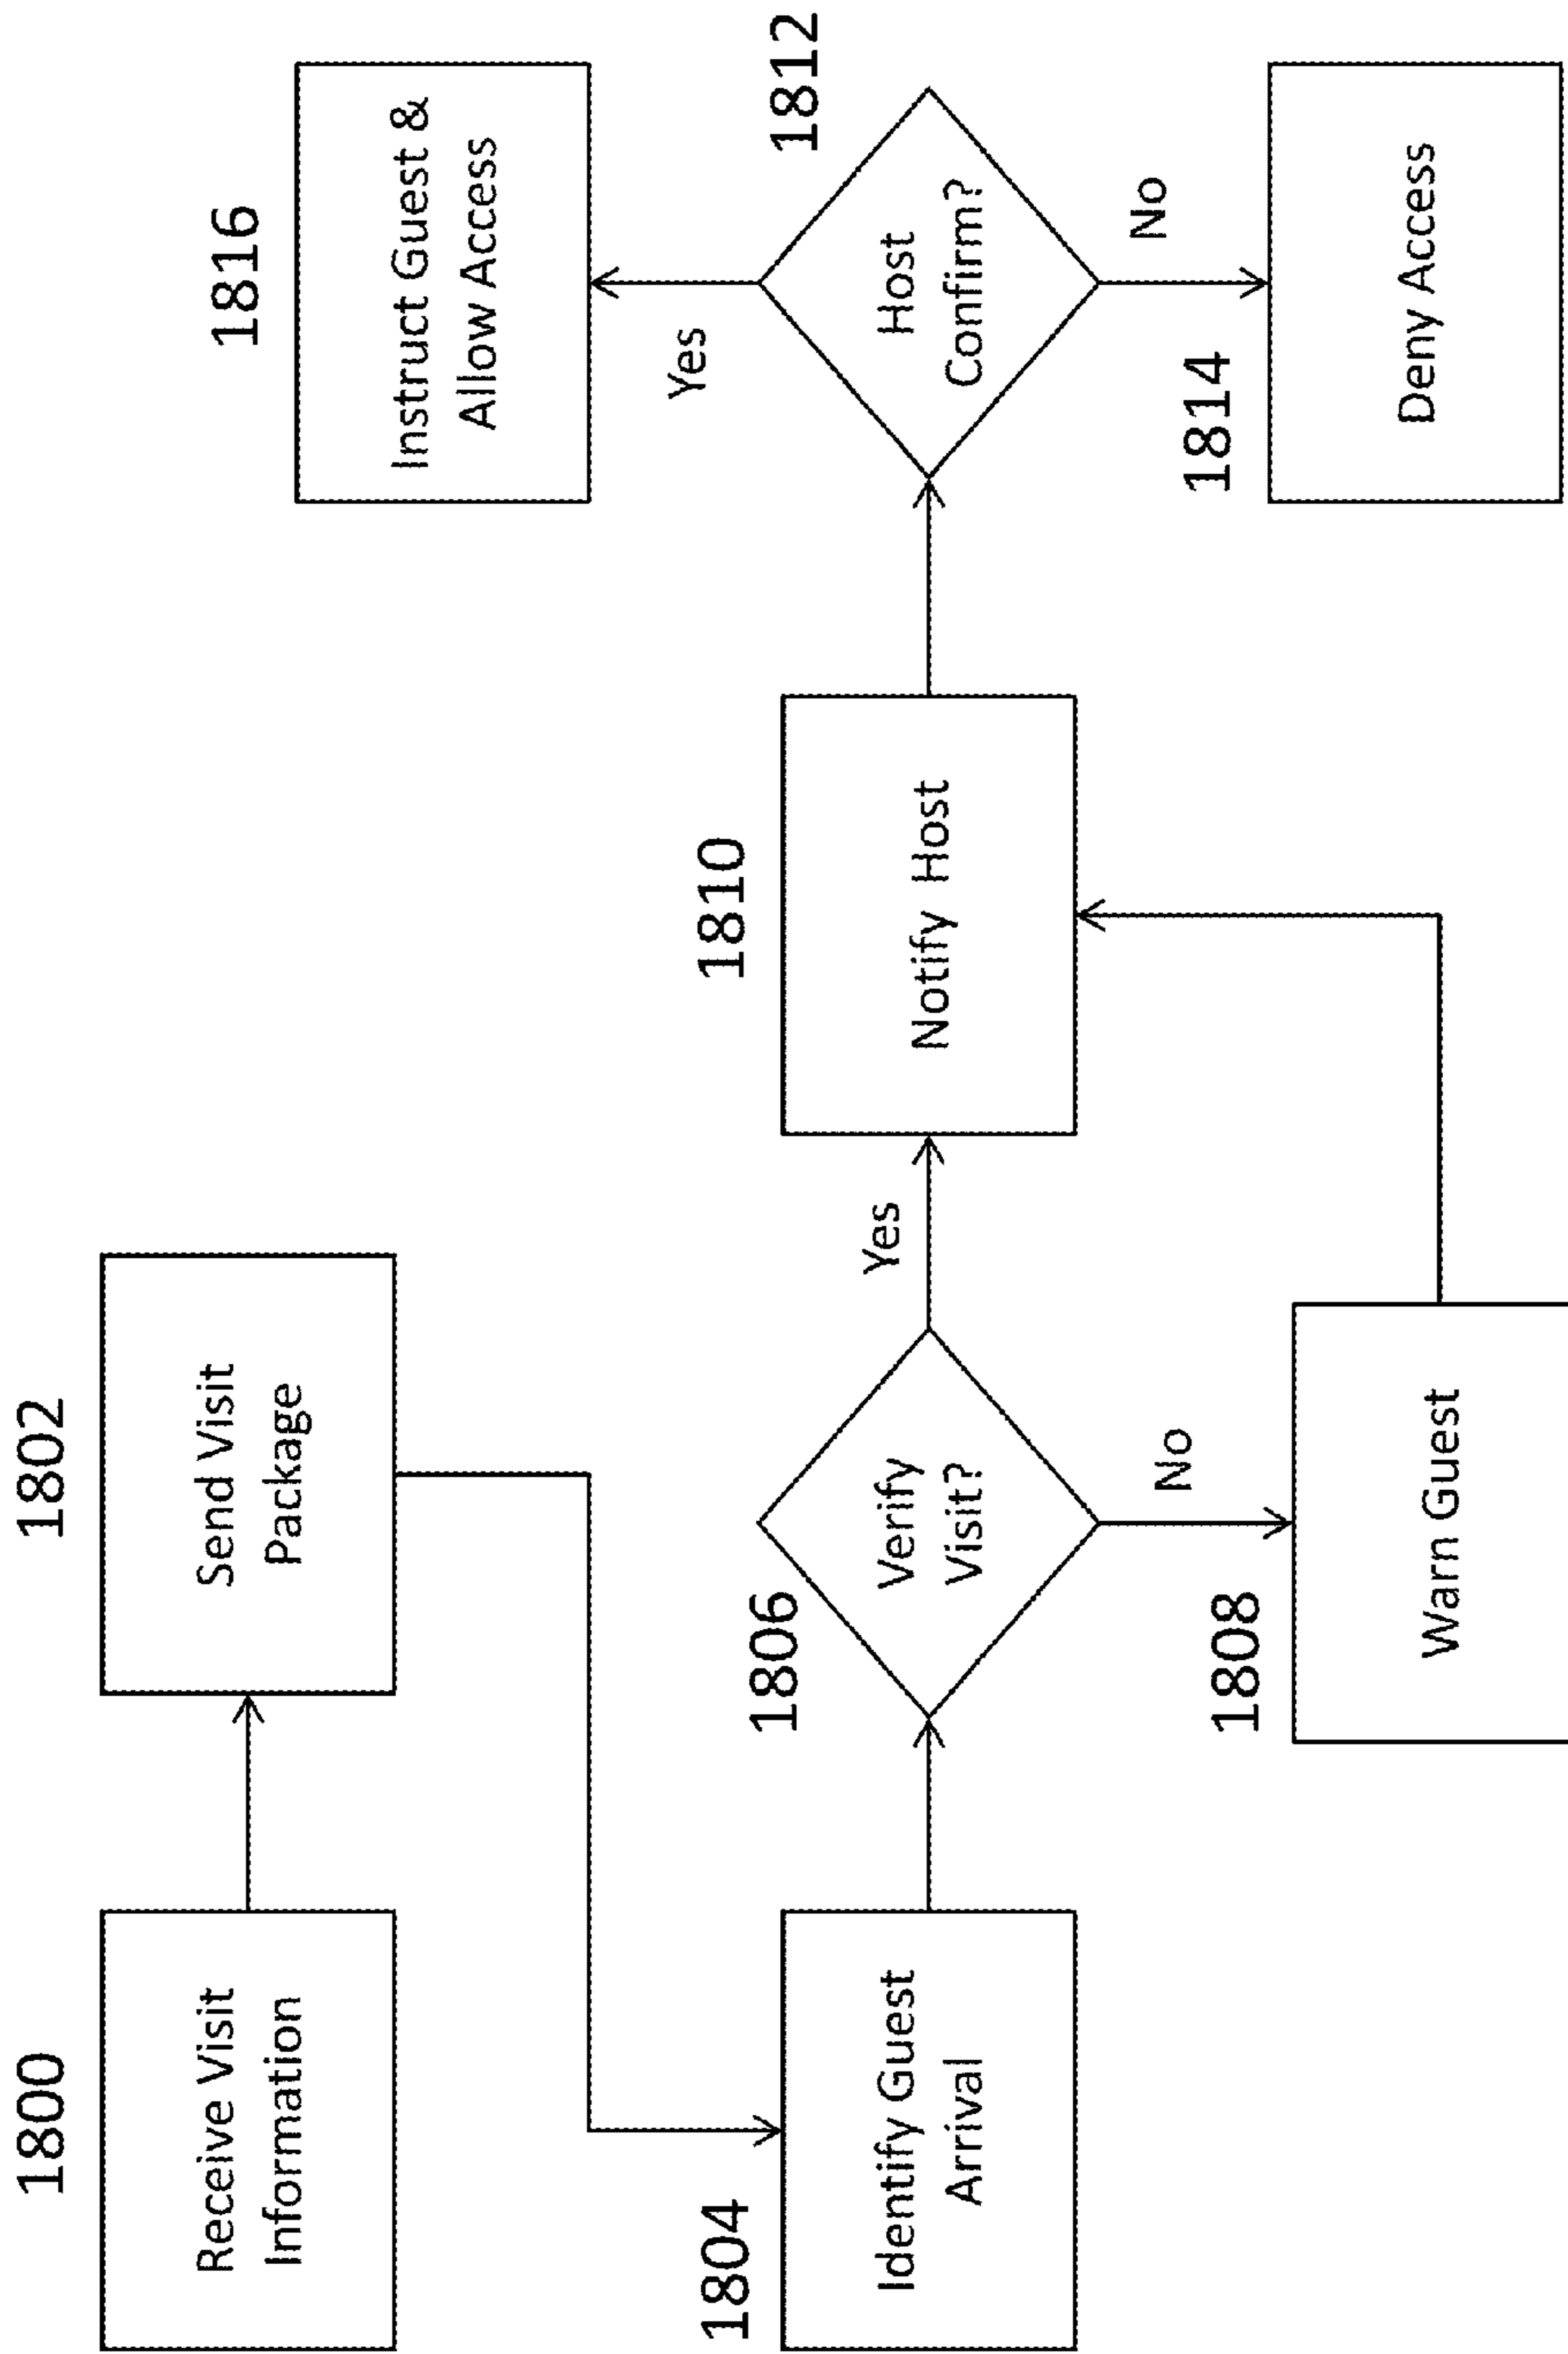 1800
Receive Visit
Information
1802
Send Visit
Package
1804
Identify Guest
Arrival
1806
Verify
Visit?
Yes
No
1808
Warn Guest
1810
Notify Host
1812
Host
Confirm?
Yes
No
1814
Deny Access
1816
Instruct Guest &
Allow Access